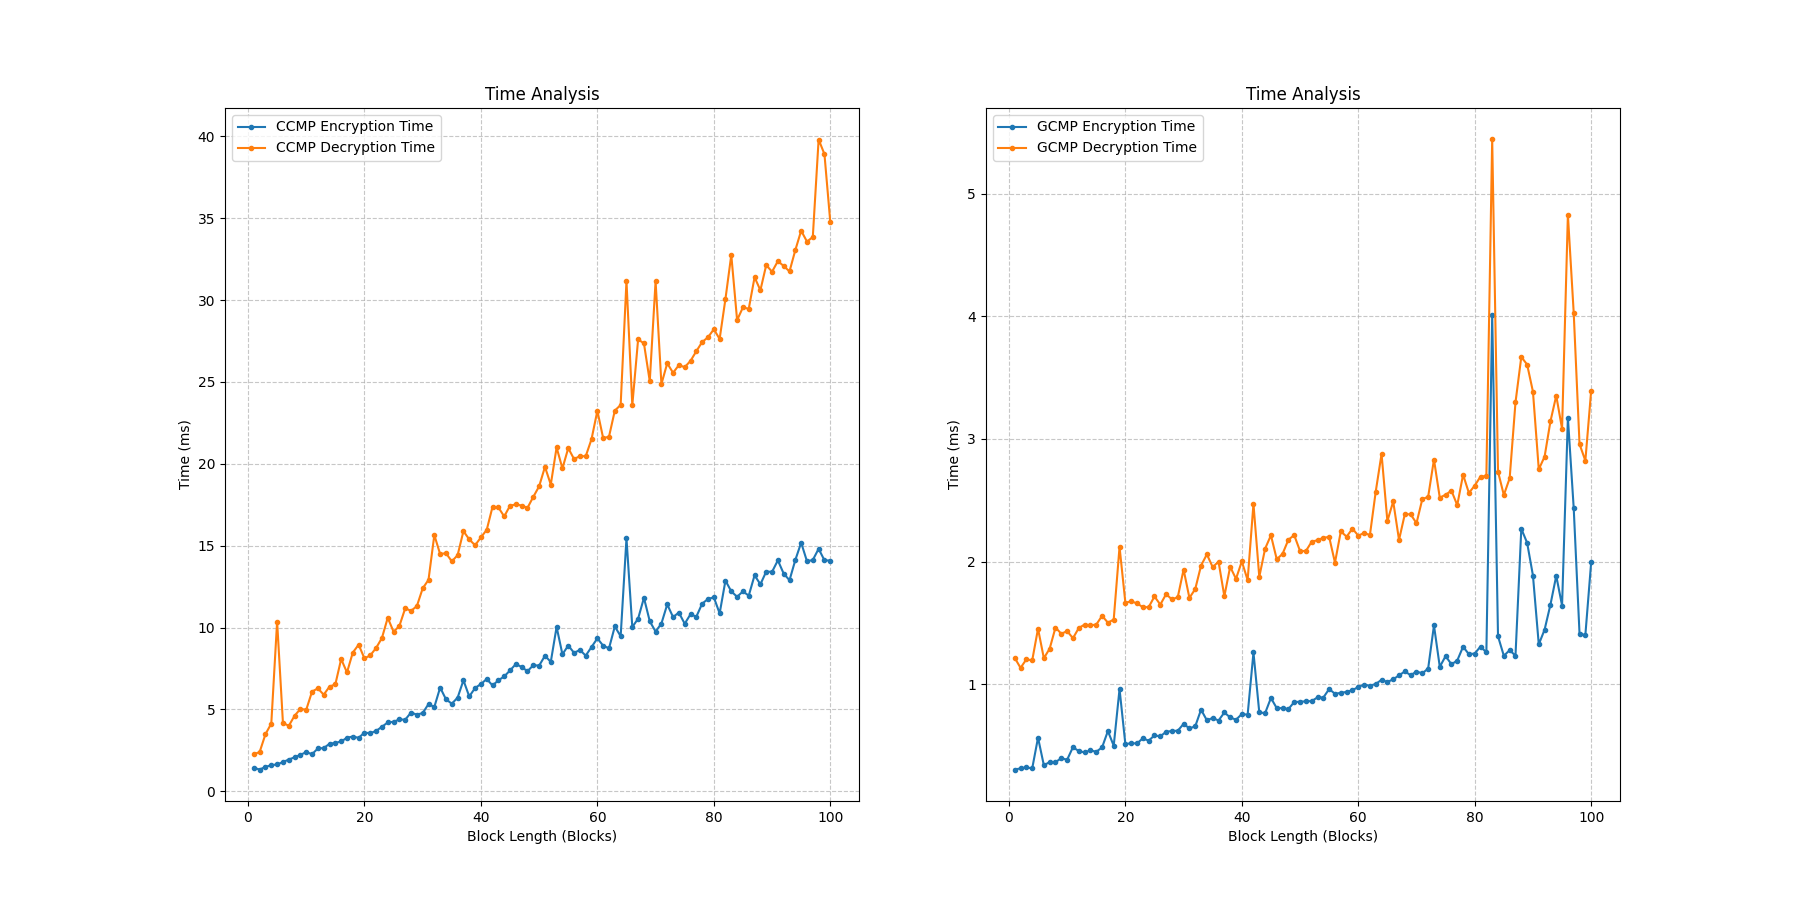 Time Analysis
CCMP Encryption Time
CCMP Decryption Time
40
35
30
25
20
15
10
5
0
Time (ms)
0 20 40 60 80 100
Block Length (Blocks)
Time Analysis
GCMP Encryption Time
GCMP Decryption Time
5
4
3
2
1
Time (ms)
0 20 40 60 80 100
Block Length (Blocks)